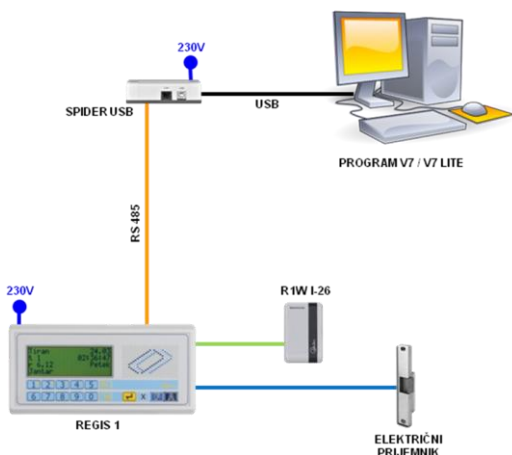 230V
SPIDER USB
USB
PROGRAM V7 / V7 LITE
RS 485
230V
R1W I-26
REGIS 1
ELEKTRIČNI
PRIJEMNIK